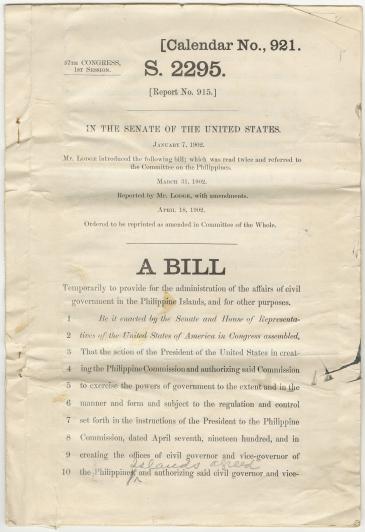 [Calendar No., 921.
57TH CONGRESS,
1ST SESSION.
S. 2295.
[Report No. 915.]
IN THE SENATE OF THE UNITED STATES.
JANUARY 7, 1902.
Mr. LODGE introduced the following bill; which was read twice and referred to
the Committee on the Philippines.
MARCH 31, 1902.
Reported by Mr. LODGE, with amendments.
APRIL 18, 1902.
Ordered to be reprinted as amended in Committee of the Whole.
A BILL
Temporarily to provide for the administration of the affairs of civil
government in the Philippine Islands, and for other purposes.
1 Be it enacted by the Senate and House of Representa-
2 tives of the United States of America in Congress assembled,
3 That the action of the President of the United States in creat-
4 ing the Philippine Commission and authorizing said Commission
5 to exercise the powers of government to the extent and in the
6 manner and form and subject to the regulation and control
7 set forth in the instructions of the President to the Philippine
8 Commission, dated April seventh, nineteen hundred, and in
9 creating the offices of civil governor and vice-governor of
Islands
10 the Philippines and authorizing said civil governor and vice-